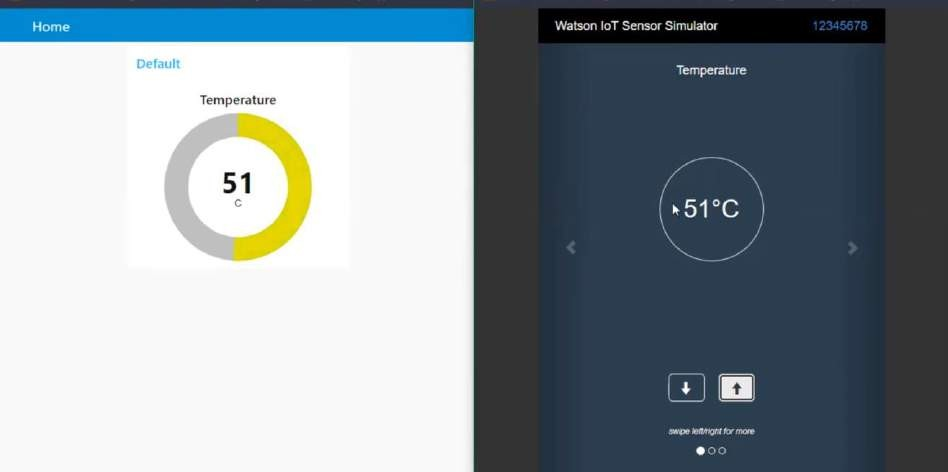 Home
Default
Temperature
51
C
Watson IoT Sensor Simulator 12345678
Temperature
51°C
swipe left/right for more